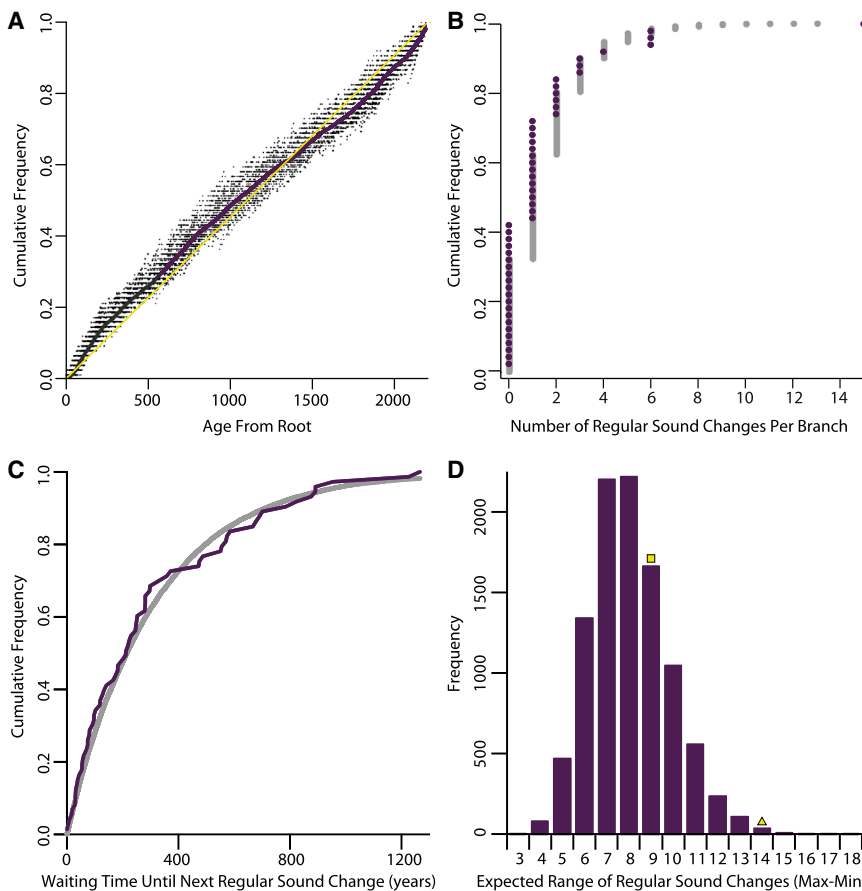 A
Cumulative Frequency
0.0 0.2 0.4 0.6 0.8 1.0
0 500 1000 1500 2000
Age From Root
B
Cumulative Frequency
0.0 0.2 0.4 0.6 0.8 1.0
0 2 4 6 8 10 12 14
Number of Regular Sound Changes Per Branch
C
Cumulative Frequency
0.0 0.2 0.4 0.6 0.8 1.0
0 400 800 1200
Waiting Time Until Next Regular Sound Change (years)
D
Frequency
0 500 1000 1500 2000
3 4 5 6 7 8 9 10 11 12 13 14 15 16 17 18
Expected Range of Regular Sound Changes (Max-Min